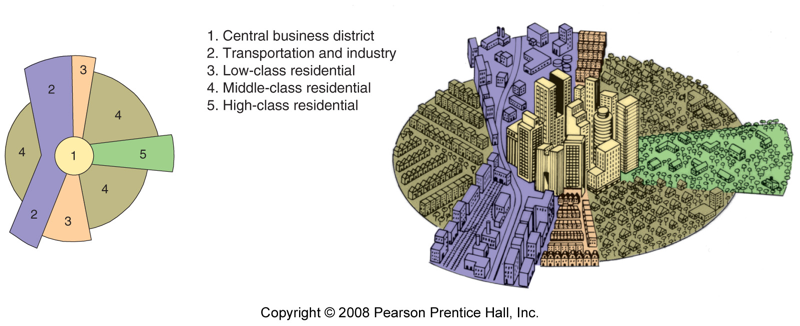 1. Central business district
2. Transportation and industry
3. Low-class residential
4. Middle-class residential
5. High-class residential
2
3
4
4
1
5
4
2
3
Copyright © 2008 Pearson Prentice Hall, Inc.